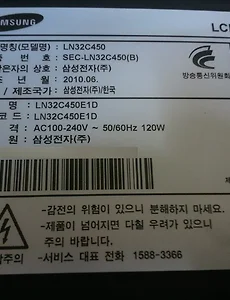 SAMSUNG LC
명칭(모델명) : LN32C450
번 호 : SEC-LN32C450(B)
받은자의 상호 : 삼성전자(주)
2010.06.
방송통신위원회
/ 제조국가 : 삼성전자(주)/한국
: LN32C450E1D
D : LN32C450E1D
력 : AC100-240V ~ 50/60Hz 120W
원 : 삼성전자(주)
-감전의 위험이 있으니 분해하지 마세요.
-제품이 넘어지면 다칠 우려가 있으니
주의 바랍니다.
주의 -서비스 대표 전화 1588-3366